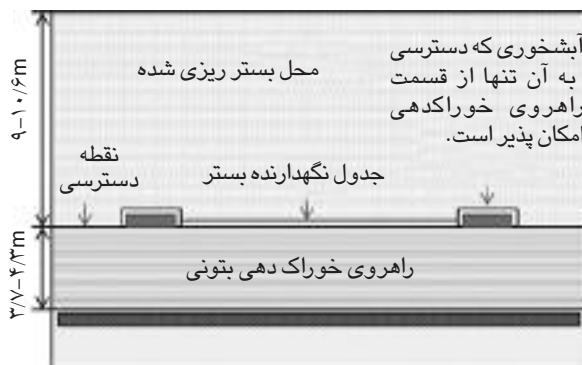 آبشخوری که دسترسی
به آن تنها از قسمت
راهروی خوراکدهی
امکان پذیر است.
محل بستر ریزی شده
۹-۱۰/۶m
نقطه
دسترسی
جدول نگهدارنده بستر
راهروی خوراک دهی بتونی
۳/۷-۴/۳m